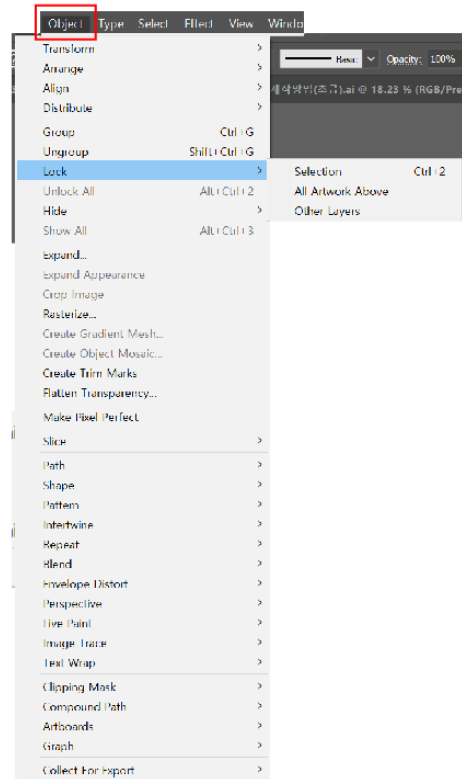 Object Type Select Effect View Windo
Transform
Arrange
Align
Distribute
Group Ctrl+G
Ungroup Shift+Ctrl+G
Lock
Unlock All Alt+Ctrl+2
Hide
Show All Alt+Ctrl+3
Expand...
Expand Appearance
Crop Image
Rasterize...
Create Gradient Mesh...
Create Object Mosaic...
Create Trim Marks
Flatten Transparency...
Make Pixel Perfect
Slice
Path
Shape
Pattern
Intertwine
Repeat
Blend
Envelope Distort
Perspective
Live Paint
Image Trace
Text Wrap
Clipping Mask
Compound Path
Artboards
Graph
Collect For Export
Basic Opacity: 100%
(초급).ai @ 18.23 % (RGB/Pre
Selection Ctrl+2
All Artwork Above
Other Layers